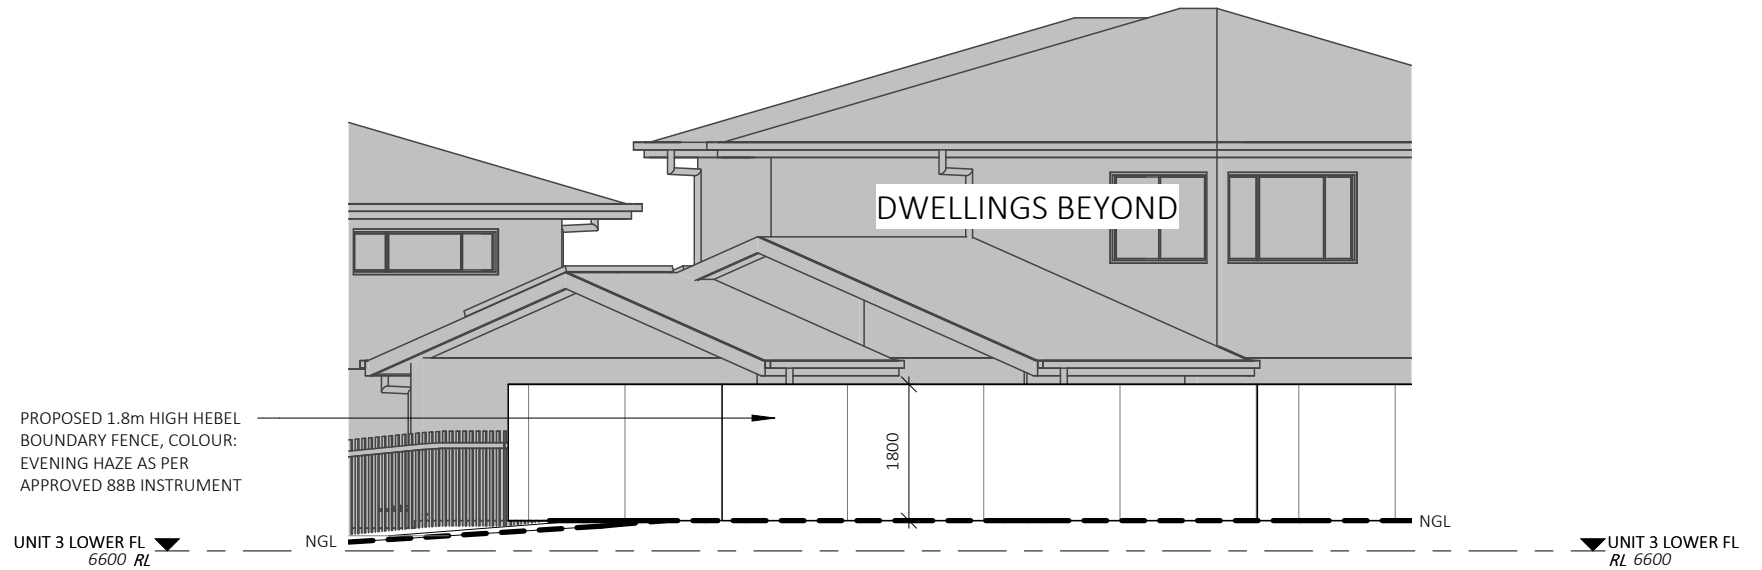 DWELLINGS BEYOND
PROPOSED 1.8m HIGH HEBEL
BOUNDARY FENCE, COLOUR:
EVENING HAZE AS PER
APPROVED 88B INSTRUMENT
1800
NGL
NGL
UNIT 3 LOWER FL
6600 RL
UNIT 3 LOWER FL
RL 6600